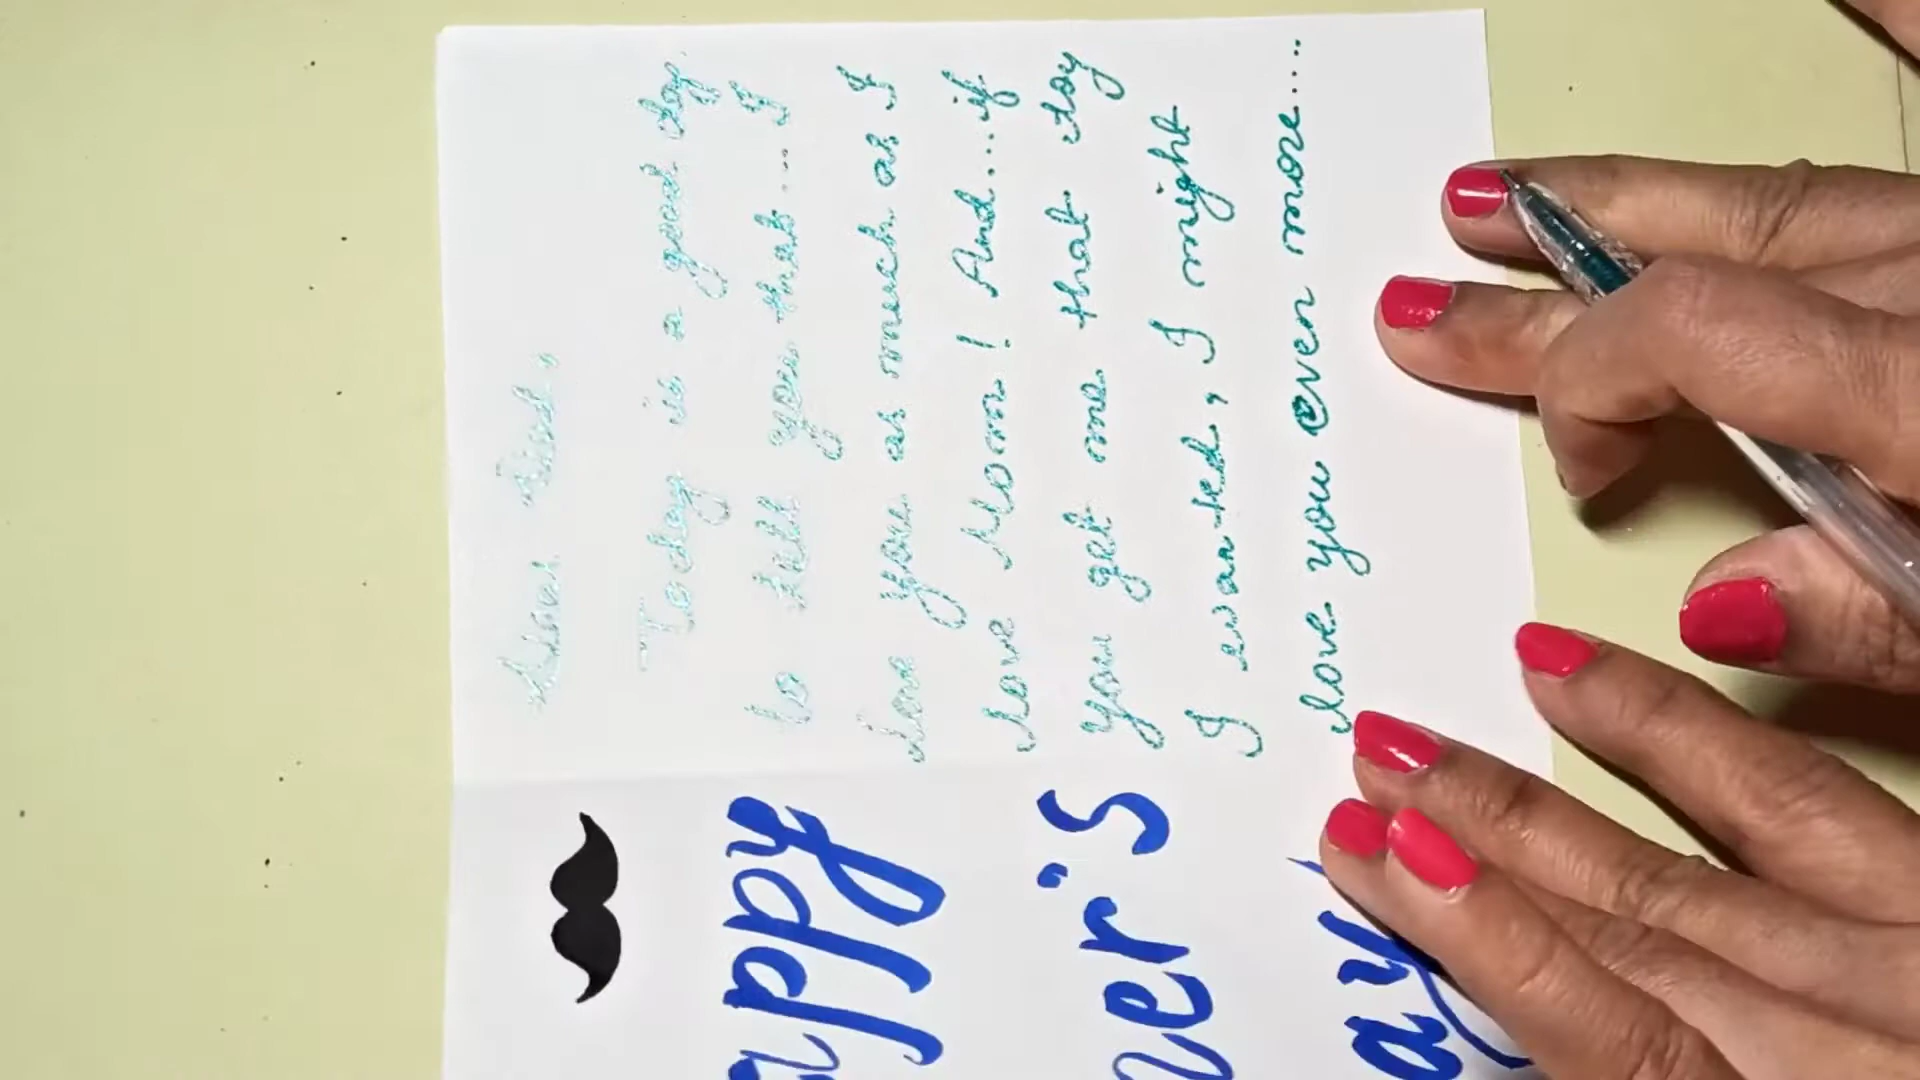 Dear Dad,
Today is a good day
to tell you that.... I
love you as much as I
love Mom! And....if
you get me that toy
I wanted, I might
love you even more....
appy
her's
ay